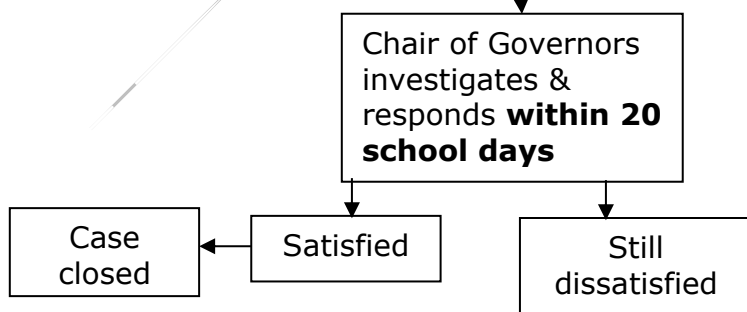 Chair of Governors
investigates &
responds within 20
school days
Case
closed
Satisfied
Still
dissatisfied